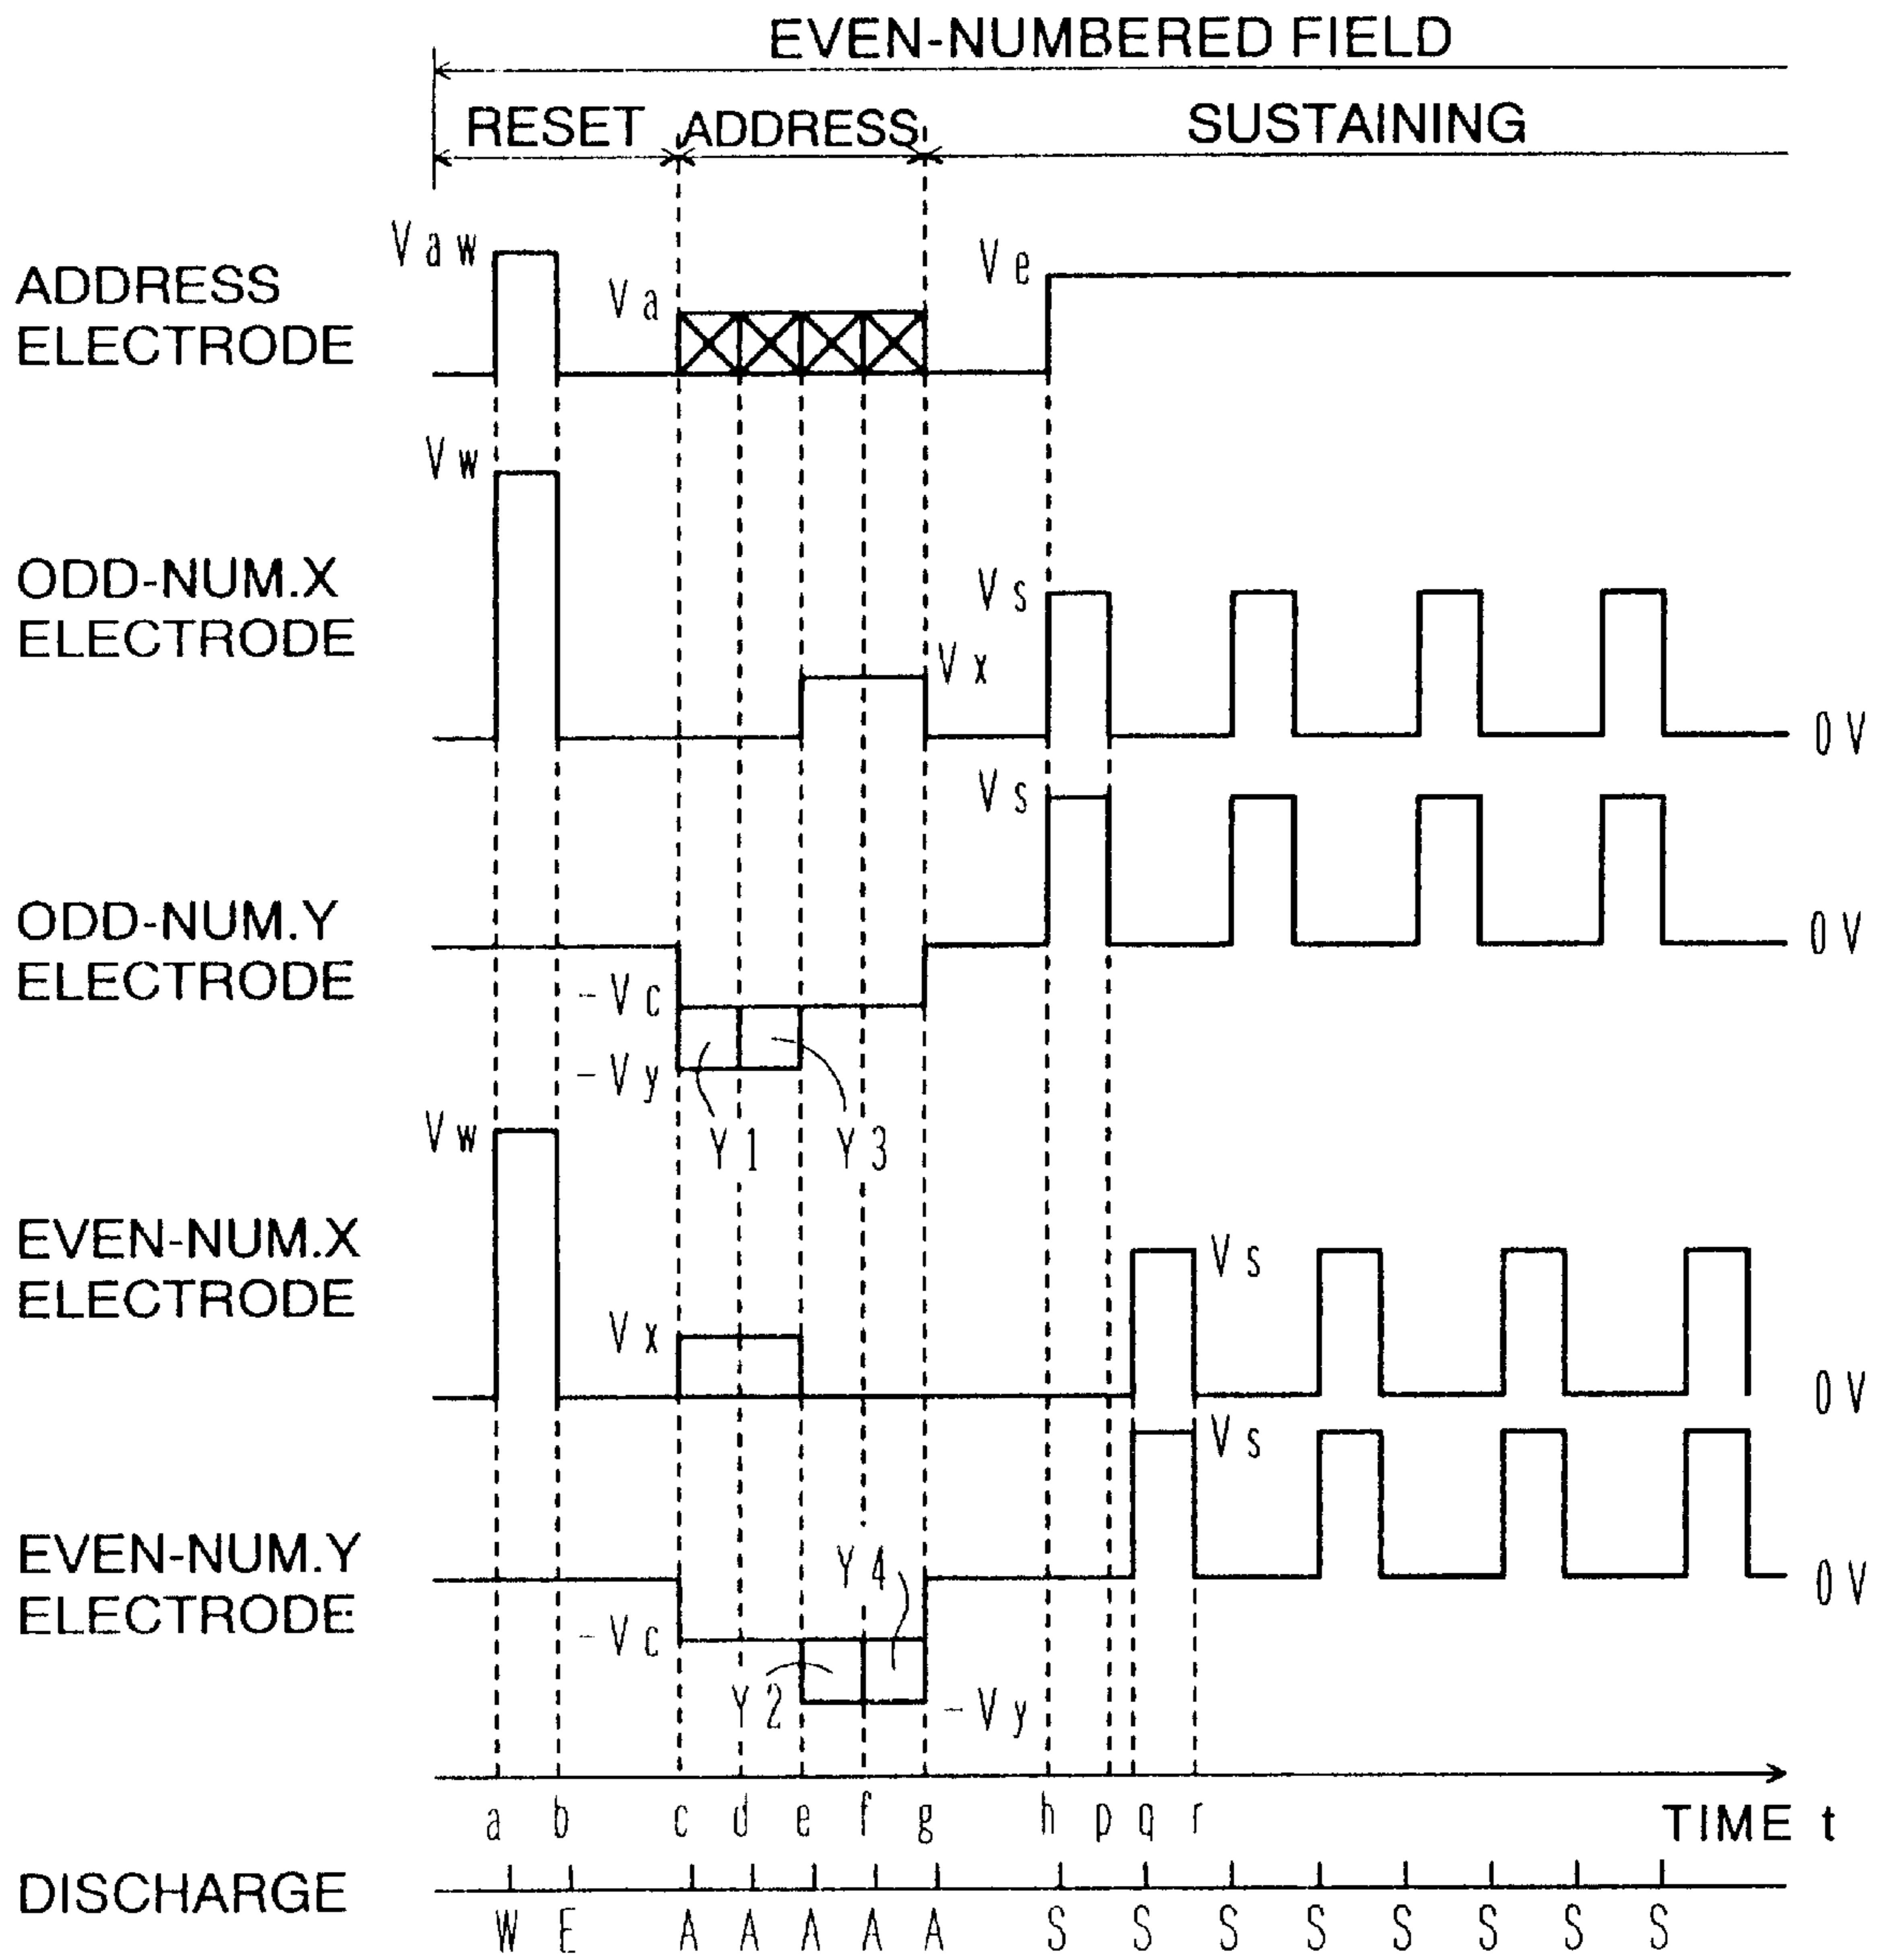 EVEN-NUMBERED FIELD
RESET ADDRESS SUSTAINING
Vaw
Va
Ve
ADDRESS
ELECTRODE
Vw
ODD-NUM.X
ELECTRODE
Vs
Vx
0V
Vs
ODD-NUM.Y
ELECTRODE
0V
-Vc
-Vy
Y1 Y3
Vw
EVEN-NUM.X
ELECTRODE
Vs
Vx
0V
Vs
EVEN-NUM.Y
ELECTRODE
Y4
0V
-Vc
Y2
-Vy
a b c d e f g h p q r
TIME t
DISCHARGE
W E A A A A A S S S S S S S S